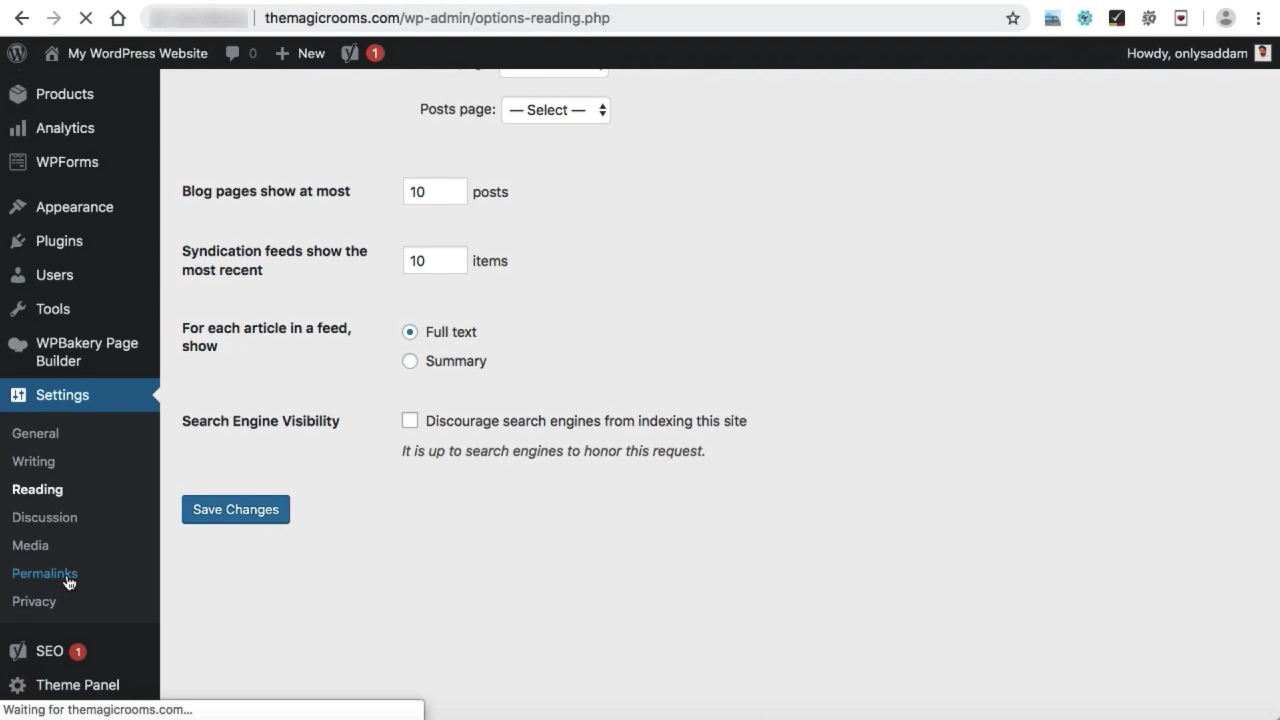 themagicrooms.com/wp-admin/options-reading.php
My WordPress Website 0 New 1 Howdy, onlysaddam
Products
Analytics
WPForms
Appearance
Plugins
Users
Tools
WPBakery Page
Builder
Settings
General
Writing
Reading
Discussion
Media
Permalinks
Privacy
SEO 1
Theme Panel
Posts page: — Select —
Blog pages show at most 10 posts
Syndication feeds show the
most recent 10 items
For each article in a feed,
show
Full text
Summary
Search Engine Visibility Discourage search engines from indexing this site
It is up to search engines to honor this request.
Save Changes
Waiting for themagicrooms.com...